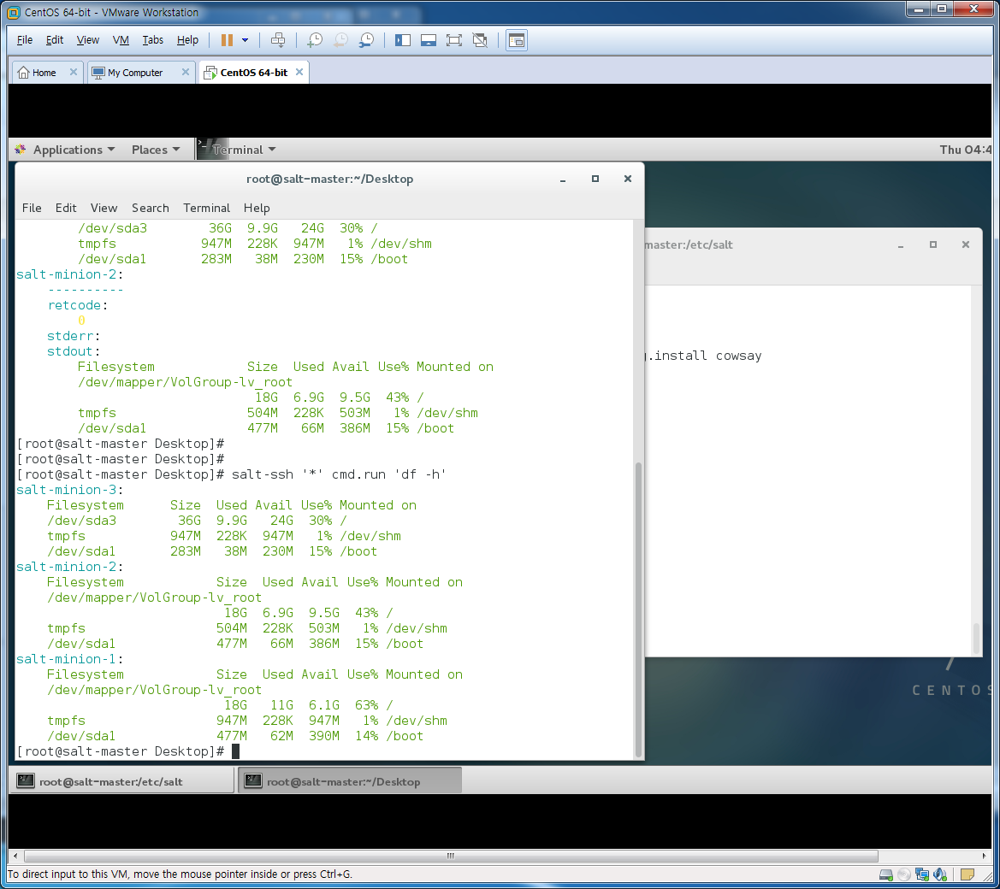 CentOS 64-bit - VMware Workstation
File Edit View VM Tabs Help
Home My Computer CentOS 64-bit
Applications Places Terminal Thu 04:4
root@salt-master:~/Desktop
File Edit View Search Terminal Help
/dev/sda3 36G 9.9G 24G 30% /
tmpfs 947M 228K 947M 1% /dev/shm
/dev/sda1 283M 38M 230M 15% /boot
salt-minion-2:
----------
retcode:
0
stderr:
stdout:
Filesystem Size Used Avail Use% Mounted on
/dev/mapper/VolGroup-lv_root
18G 6.9G 9.5G 43% /
tmpfs 504M 228K 503M 1% /dev/shm
/dev/sda1 477M 66M 386M 15% /boot
[root@salt-master Desktop]#
[root@salt-master Desktop]#
[root@salt-master Desktop]# salt-ssh '*' cmd.run 'df -h'
salt-minion-3:
Filesystem Size Used Avail Use% Mounted on
/dev/sda3 36G 9.9G 24G 30% /
tmpfs 947M 228K 947M 1% /dev/shm
/dev/sda1 283M 38M 230M 15% /boot
salt-minion-2:
Filesystem Size Used Avail Use% Mounted on
/dev/mapper/VolGroup-lv_root
18G 6.9G 9.5G 43% /
tmpfs 504M 228K 503M 1% /dev/shm
/dev/sda1 477M 66M 386M 15% /boot
salt-minion-1:
Filesystem Size Used Avail Use% Mounted on
/dev/mapper/VolGroup-lv_root
18G 11G 6.1G 63% /
tmpfs 947M 228K 947M 1% /dev/shm
/dev/sda1 477M 62M 390M 14% /boot
[root@salt-master Desktop]#
master:/etc/salt
.install cowsay
7
CENTOS
root@salt-master:/etc/salt
root@salt-master:~/Desktop
To direct input to this VM, move the mouse pointer inside or press Ctrl+G.